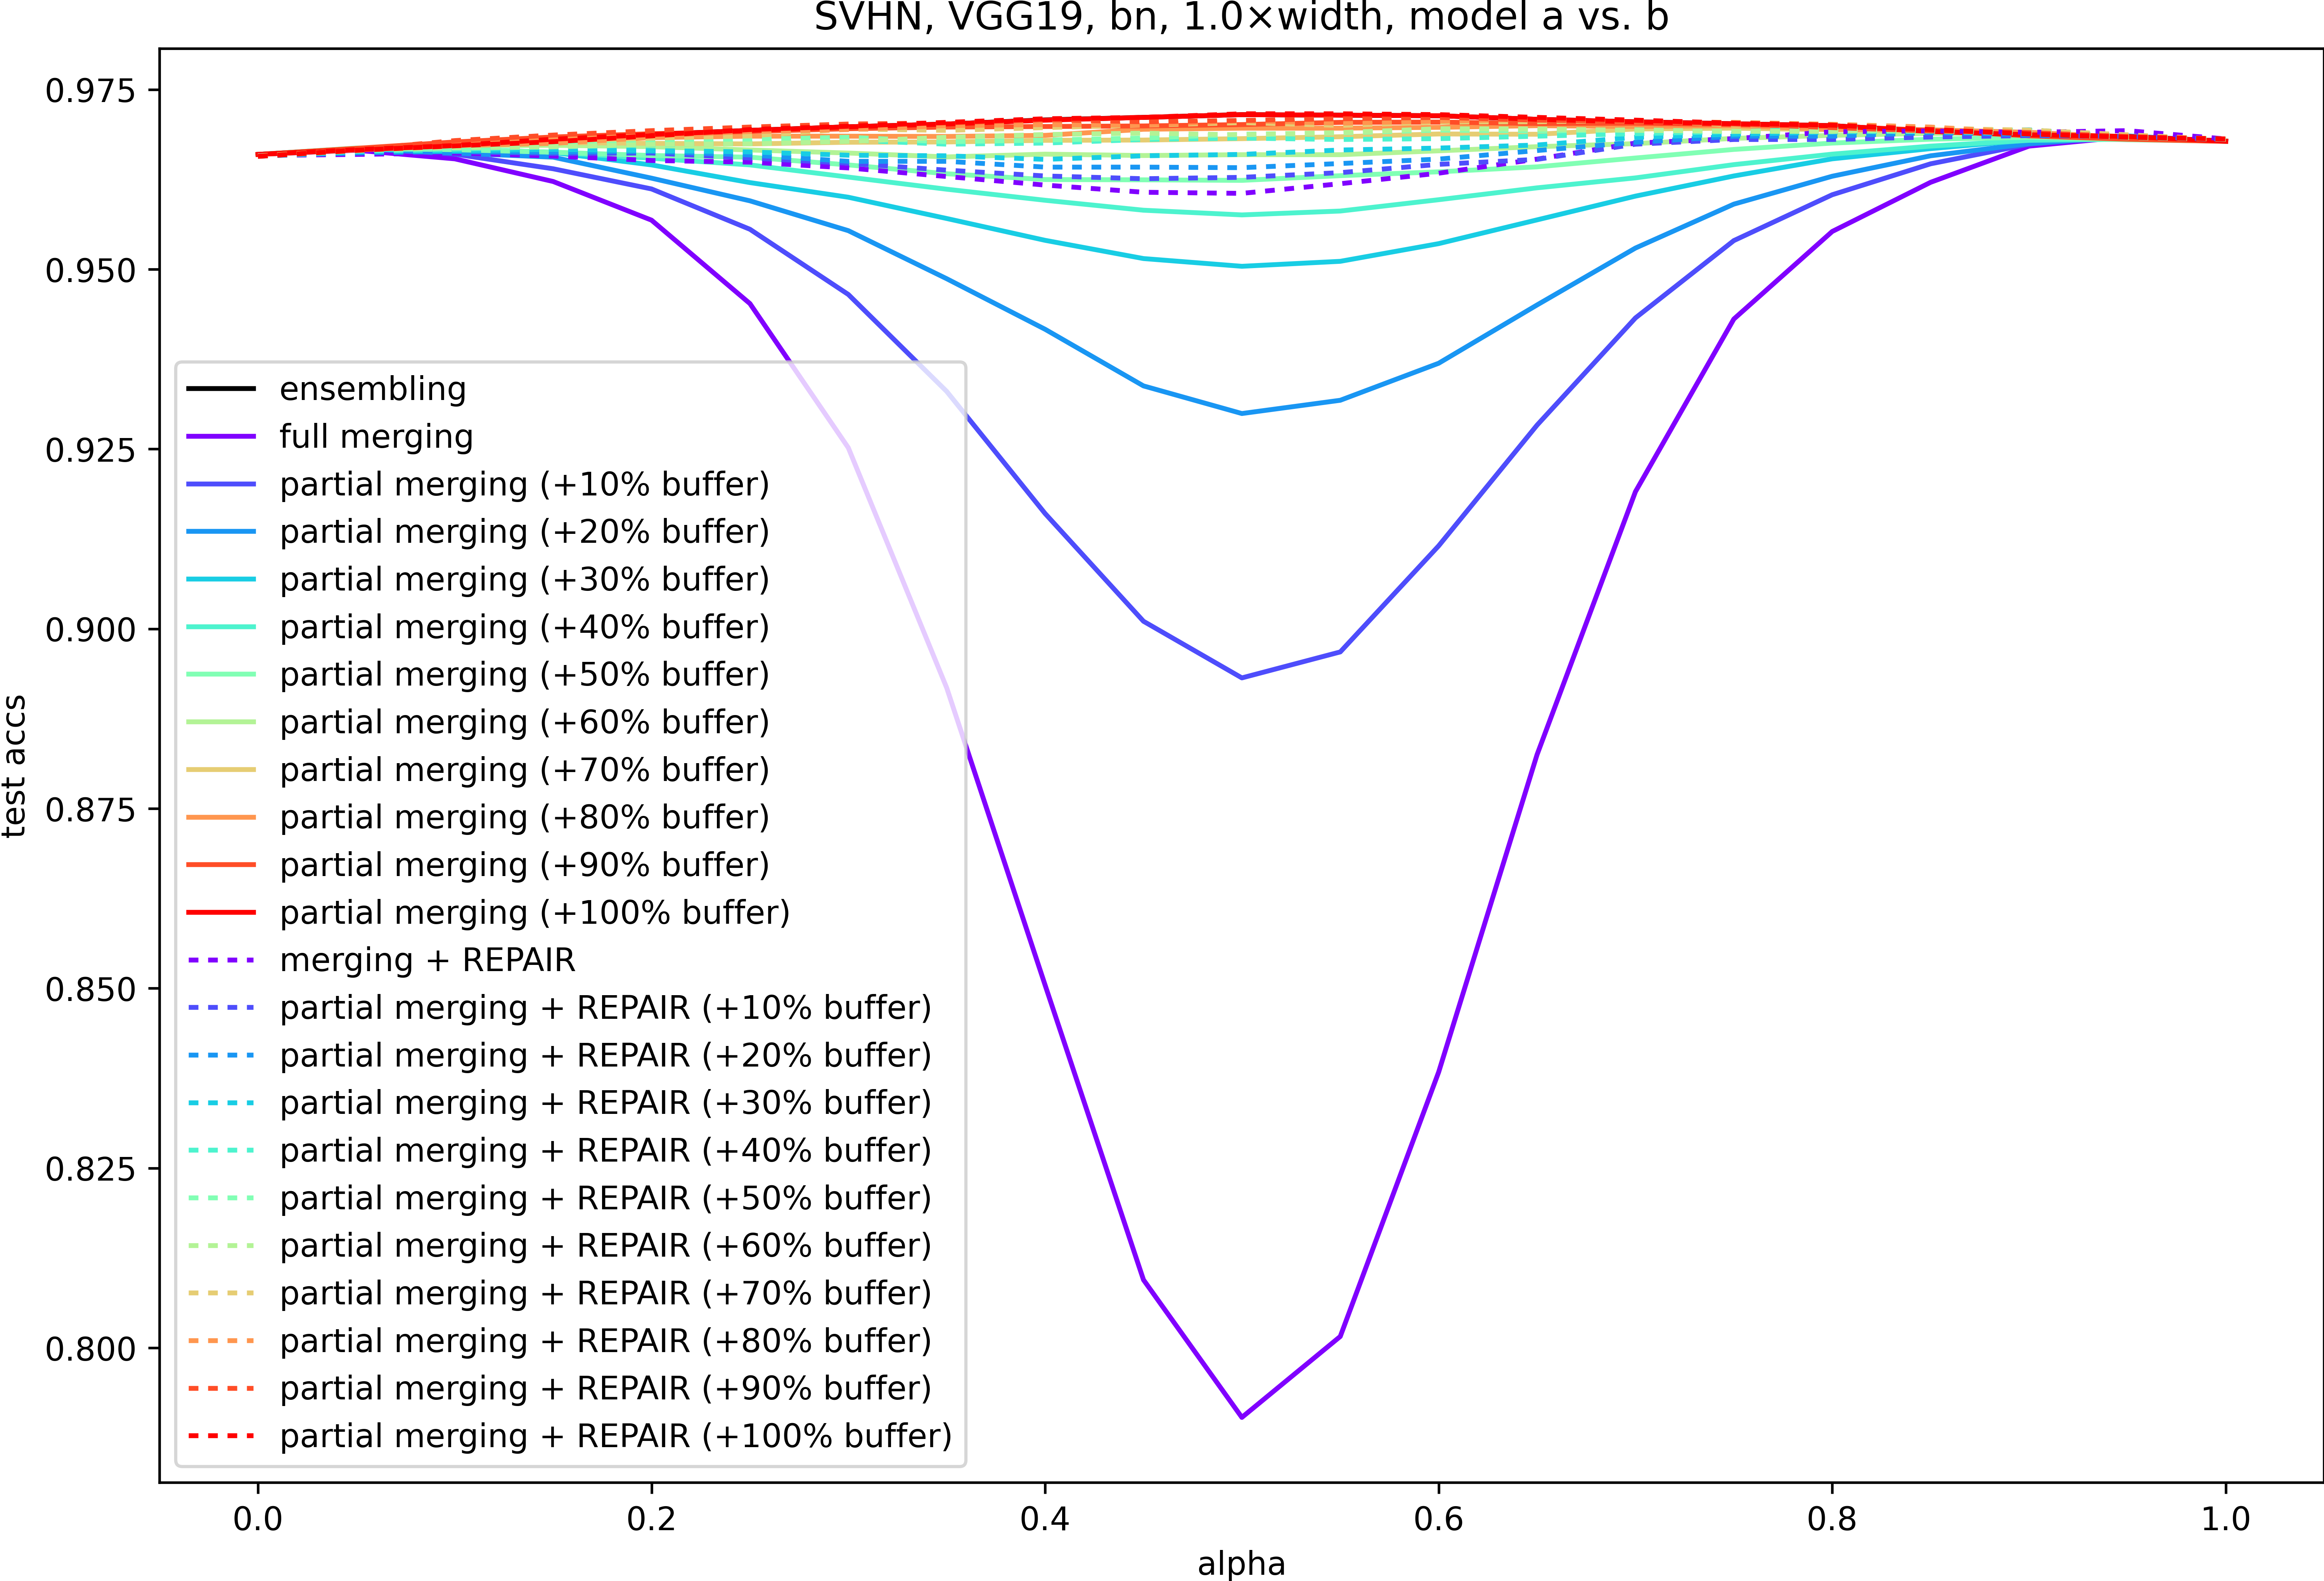 SVHN, VGG19, bn, 1.0×width, model a vs. b
0.975
0.950
0.925
0.900
0.875
0.850
0.825
0.800
test accs
ensembling
full merging
partial merging (+10% buffer)
partial merging (+20% buffer)
partial merging (+30% buffer)
partial merging (+40% buffer)
partial merging (+50% buffer)
partial merging (+60% buffer)
partial merging (+70% buffer)
partial merging (+80% buffer)
partial merging (+90% buffer)
partial merging (+100% buffer)
merging + REPAIR
partial merging + REPAIR (+10% buffer)
partial merging + REPAIR (+20% buffer)
partial merging + REPAIR (+30% buffer)
partial merging + REPAIR (+40% buffer)
partial merging + REPAIR (+50% buffer)
partial merging + REPAIR (+60% buffer)
partial merging + REPAIR (+70% buffer)
partial merging + REPAIR (+80% buffer)
partial merging + REPAIR (+90% buffer)
partial merging + REPAIR (+100% buffer)
0.0 0.2 0.4 0.6 0.8 1.0
alpha